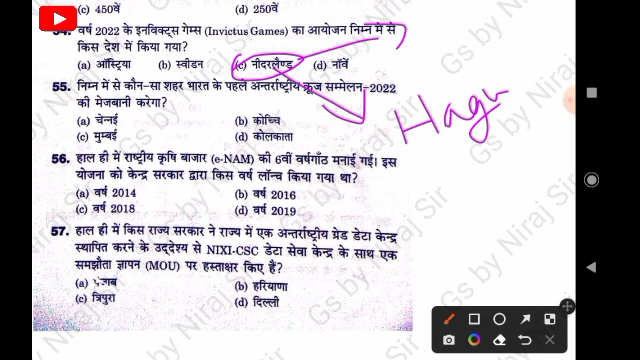 (c) 450वें (d) 250वें
54. वर्ष 2022 के इनविक्ट्स गेम्स (Invictus Games) का आयोजन निम्न में से
किस देश में किया गया?
(a) ऑस्ट्रिया (b) स्वीडन (c) नीदरलैण्ड (d) नॉर्वे
55. निम्न में से कौन-सा शहर भारत के पहले अन्तर्राष्ट्रीय क्रूज सम्मेलन-2022
की मेजबानी करेगा?
(a) चेन्नई (b) कोच्चि
(c) मुम्बई (d) कोलकाता
Hagu
56. हाल ही में राष्ट्रीय कृषि बाजार (e-NAM) की 6वीं वर्षगाँठ मनाई गई। इस
योजना को केन्द्र सरकार द्वारा किस वर्ष लॉन्च किया गया था?
(a) वर्ष 2014 (b) वर्ष 2016
(c) वर्ष 2018 (d) वर्ष 2019
57. हाल ही में किस राज्य सरकार ने राज्य में एक अन्तर्राष्ट्रीय ग्रेड डेटा केन्द्र
स्थापित करने के उद्देश्य से NIXI-CSC डेटा सेवा केन्द्र के साथ एक
समझौता ज्ञापन (MOU) पर हस्ताक्षर किए हैं?
(a) पंजाब (b) हरियाणा
(c) त्रिपुरा (d) दिल्ली
Gs by Niraj Sir